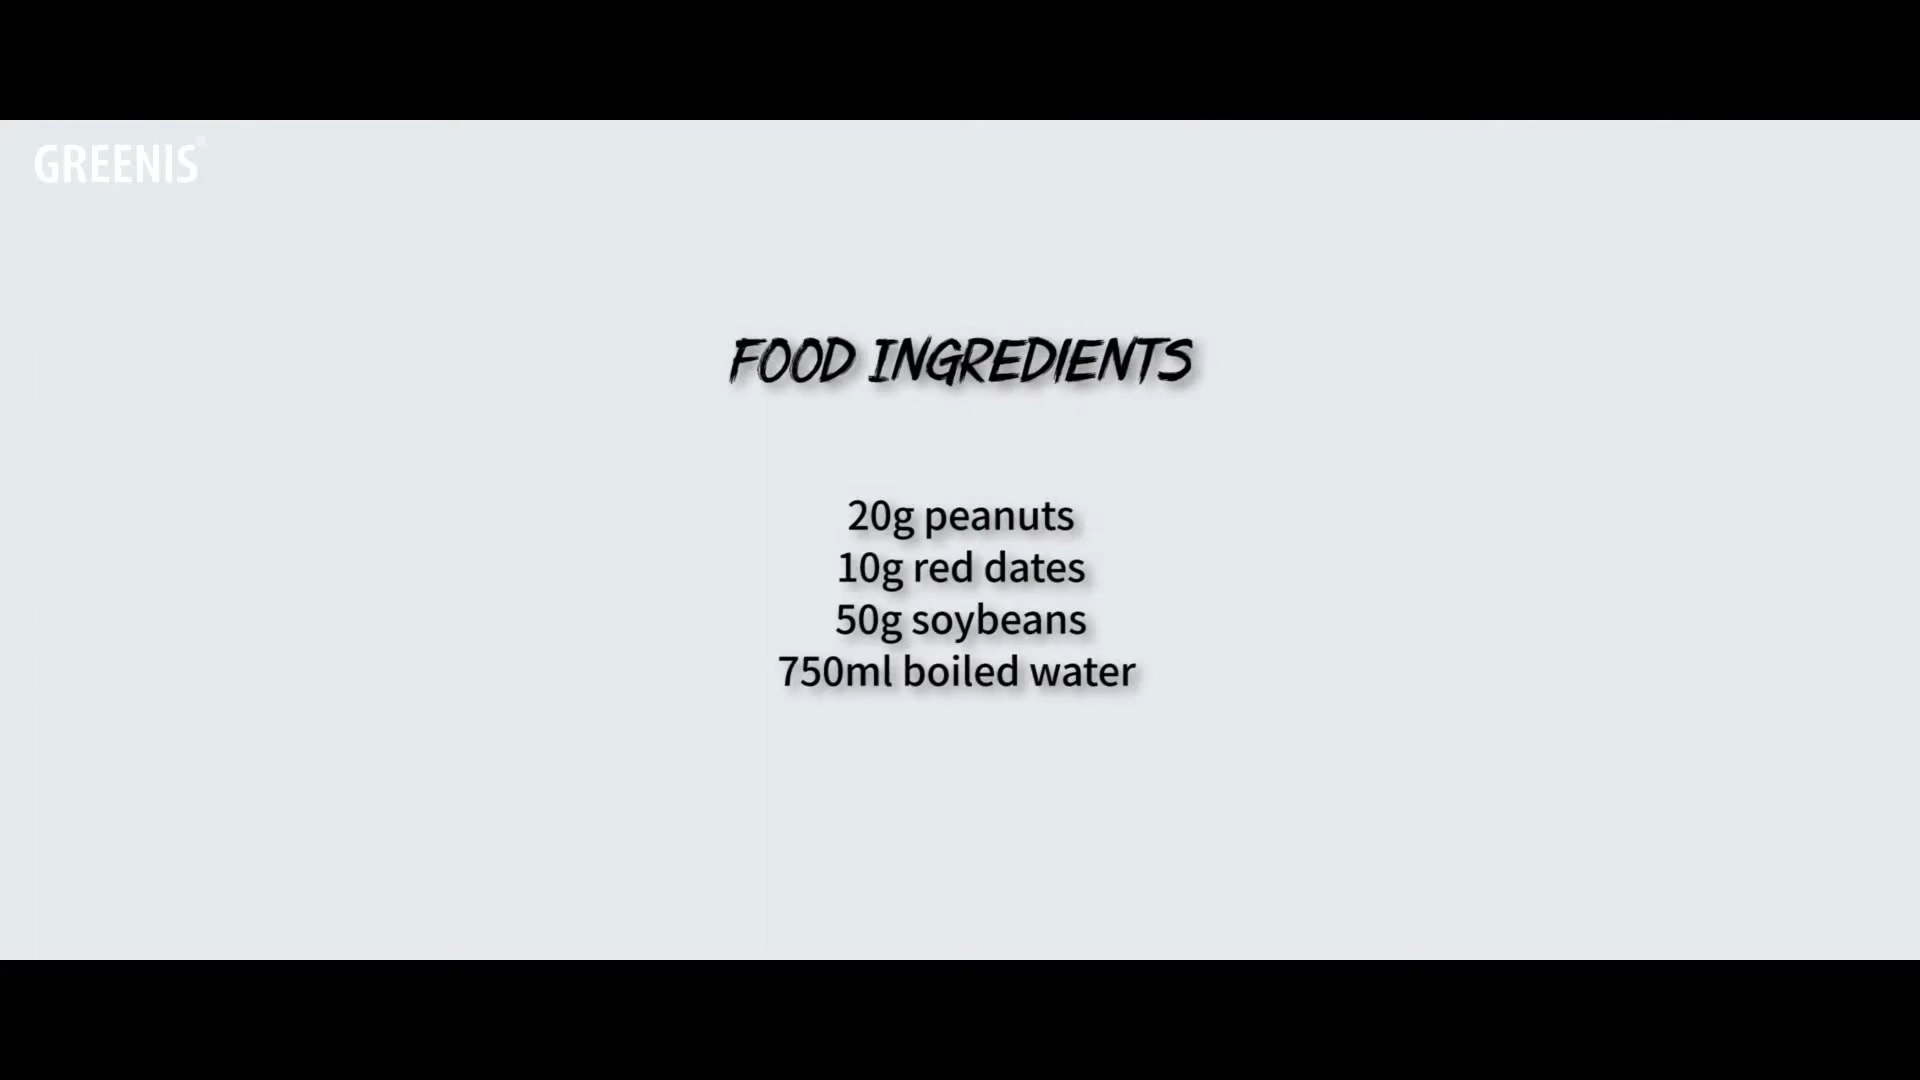 GREENIS
FOOD INGREDIENTS
20g peanuts
10g red dates
50g soybeans
750ml boiled water